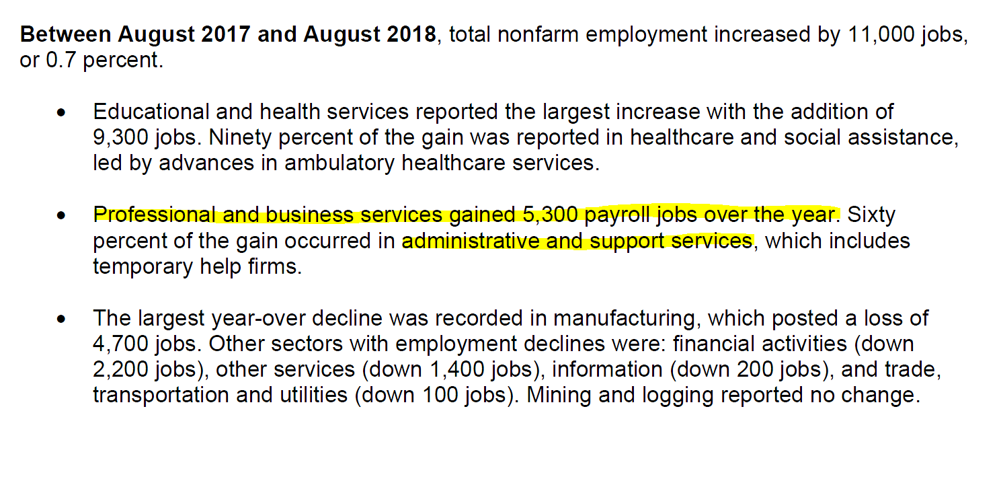 Between August 2017 and August 2018, total nonfarm employment increased by 11,000 jobs,
or 0.7 percent.
• Educational and health services reported the largest increase with the addition of
9,300 jobs. Ninety percent of the gain was reported in healthcare and social assistance,
led by advances in ambulatory healthcare services.
• Professional and business services gained 5,300 payroll jobs over the year. Sixty
percent of the gain occurred in administrative and support services, which includes
temporary help firms.
• The largest year-over decline was recorded in manufacturing, which posted a loss of
4,700 jobs. Other sectors with employment declines were: financial activities (down
2,200 jobs), other services (down 1,400 jobs), information (down 200 jobs), and trade,
transportation and utilities (down 100 jobs). Mining and logging reported no change.